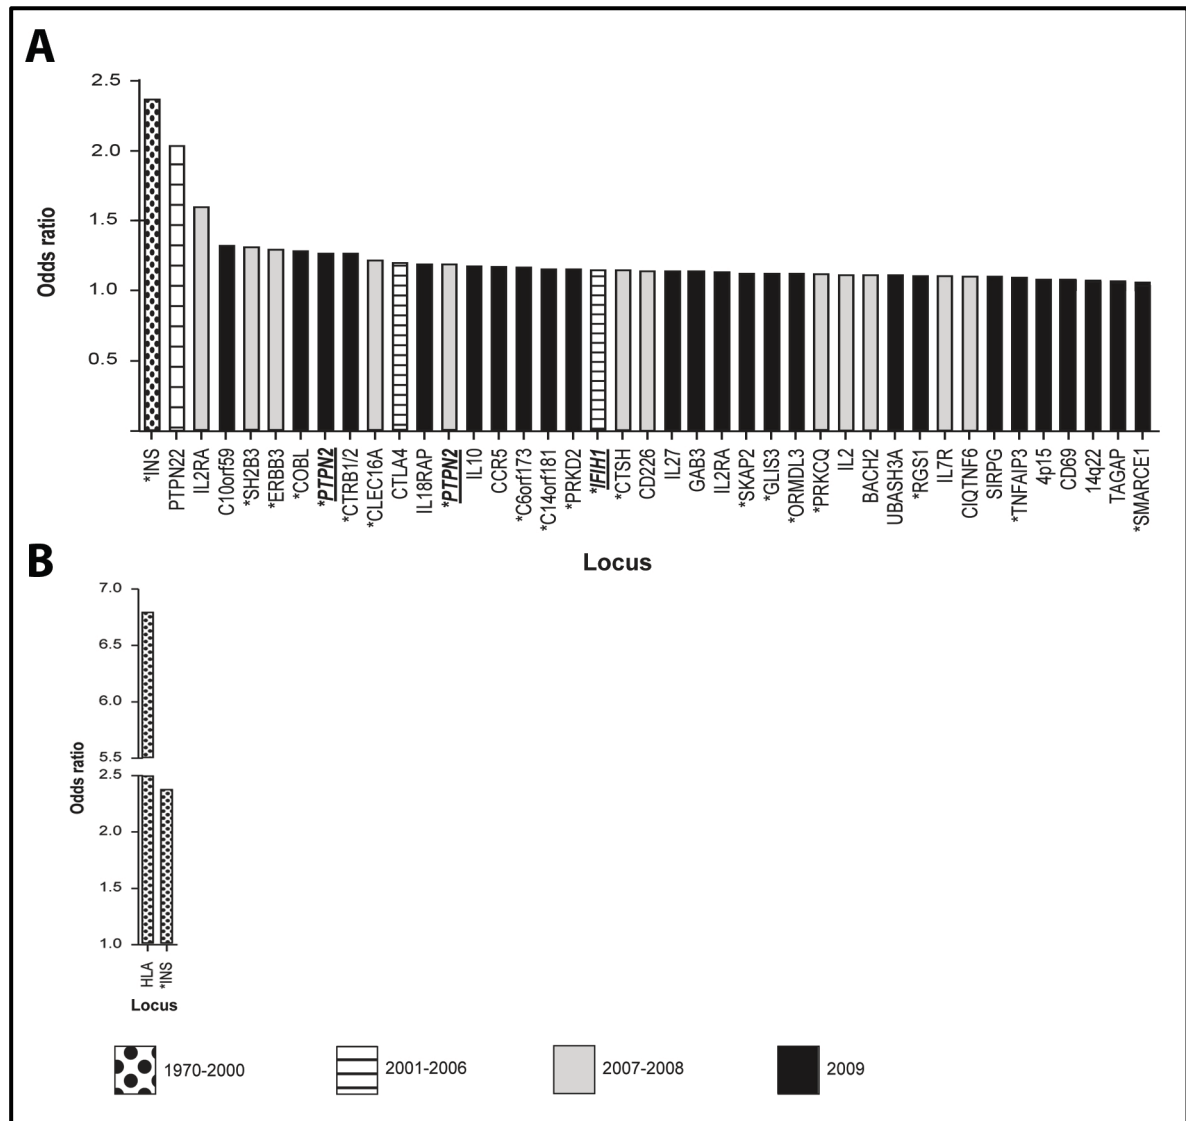 A
2.5
2.0
1.5
1.0
0.5
Odds ratio
*INS
PTPN22
IL2RA
C10orf59
*SH2B3
*ERBB3
*COBL
*PTPN2
*CTRB1/2
*CLEC16A
CTLA4
IL18RAP
*PTPN2
IL10
CCR5
*C6orf173
*C14orf181
*PRKD2
*IFIH1
*CTSH
CD226
IL27
GAB3
IL2RA
*SKAP2
*GLIS3
*ORMDL3
*PRKCQ
IL2
BACH2
UBASH3A
*RGS1
IL7R
CIQTNF6
SIRPG
*TNFAIP3
4p15
CD69
14q22
TAGAP
*SMARCE1
Locus
B
7.0
6.5
6.0
5.5
2.5
2.0
1.5
1.0
Odds ratio
HLA
*INS
Locus
1970-2000
2001-2006
2007-2008
2009